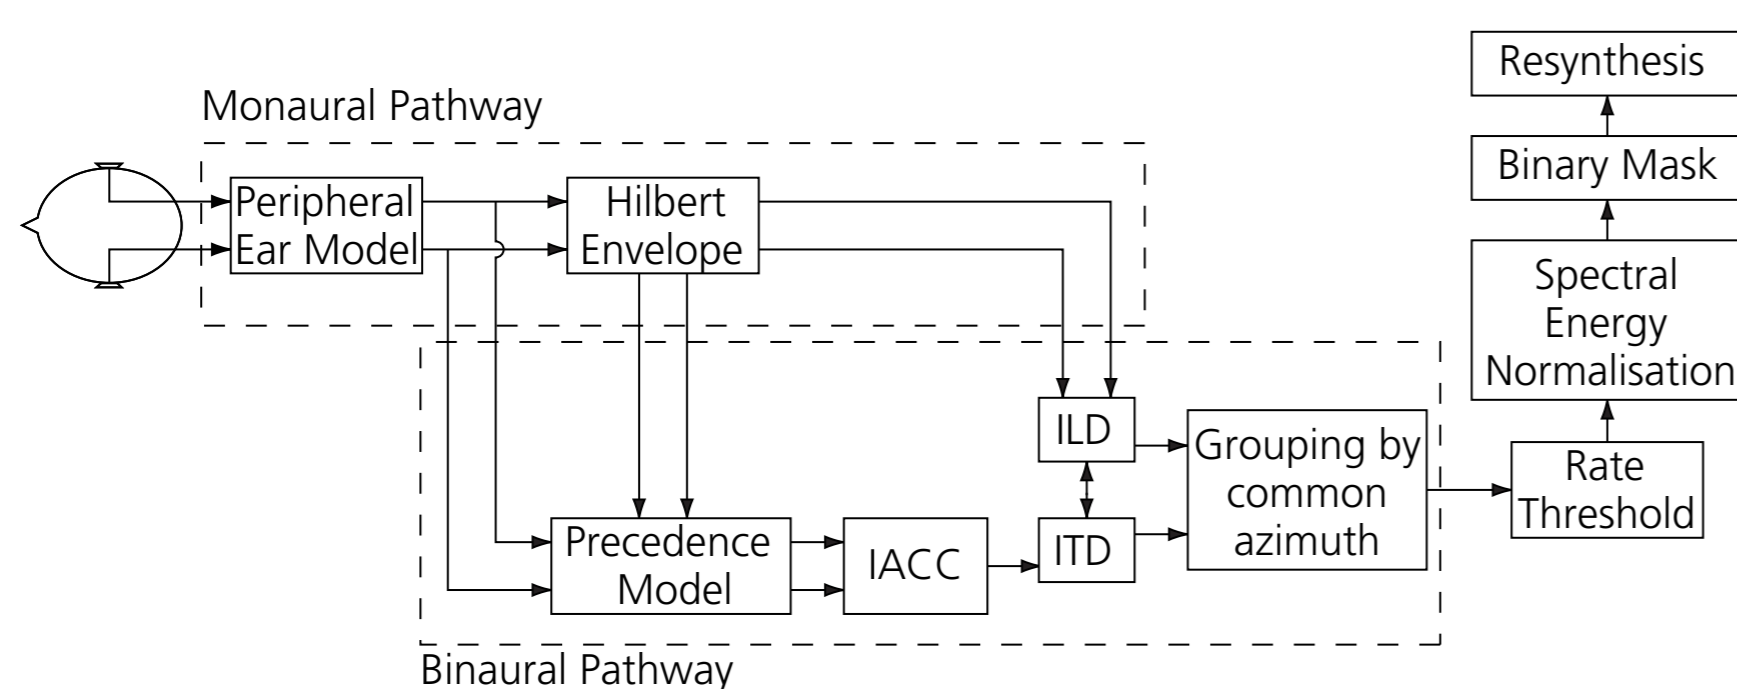 Resynthesis
Monaural Pathway
Binary Mask
Peripheral
Ear Model
Hilbert
Envelope
Spectral
Energy
Normalisation
ILD
Grouping by
common
azimuth
Rate
Threshold
Precedence
Model
IACC
ITD
Binaural Pathway